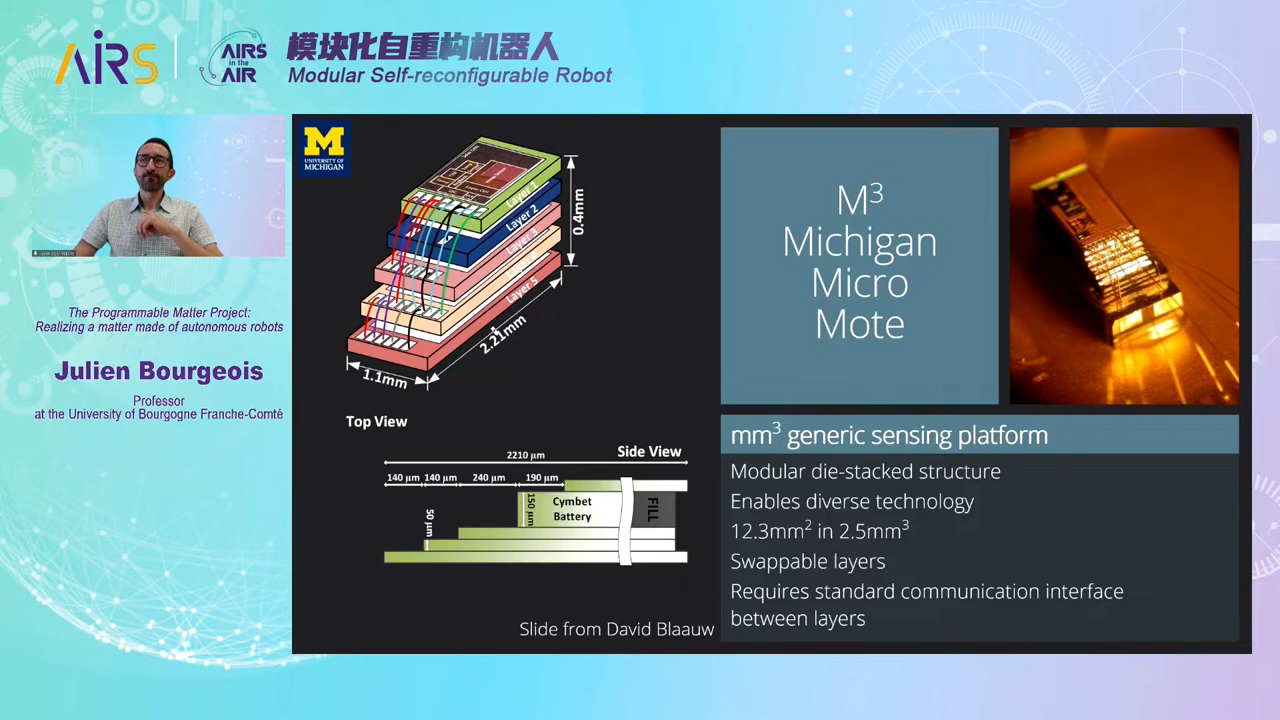 AIRS
AIRS
in the
AIR
模块化自重构机器人
Modular Self-reconfigurable Robot
The Programmable Matter Project:
Realizing a matter made of autonomous robots
Julien Bourgeois
Professor
at the University of Bourgogne Franche-Comté
M
UNIVERSITY OF
MICHIGAN
Layer 1
Layer 2
Layer 3
Layer 5
0.4mm
2.21mm
1.1mm
Top View
Side View
2210 µm
140 µm
140 µm
240 µm
190 µm
50 µm
150 µm
Cymbet
Battery
FILL
Slide from David Blaauw
M³
Michigan
Micro
Mote
mm³ generic sensing platform
Modular die-stacked structure
Enables diverse technology
12.3mm² in 2.5mm³
Swappable layers
Requires standard communication interface
between layers